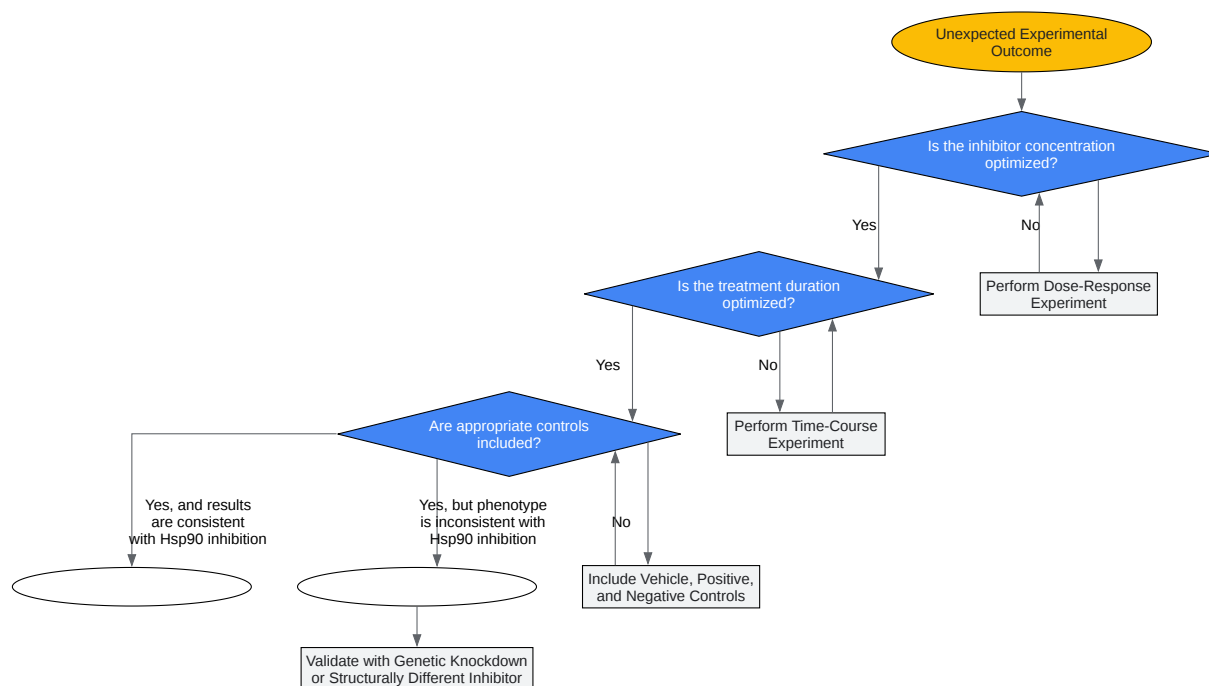 Unexpected Experimental
Outcome
Is the inhibitor concentration
optimized?
Yes
No
Is the treatment duration
optimized?
Perform Dose-Response
Experiment
Yes
No
Are appropriate controls
included?
Perform Time-Course
Experiment
Yes, and results
are consistent
with Hsp90 inhibition
Yes, but phenotype
is inconsistent with
Hsp90 inhibition
No
Include Vehicle, Positive,
and Negative Controls
Validate with Genetic Knockdown
or Structurally Different Inhibitor